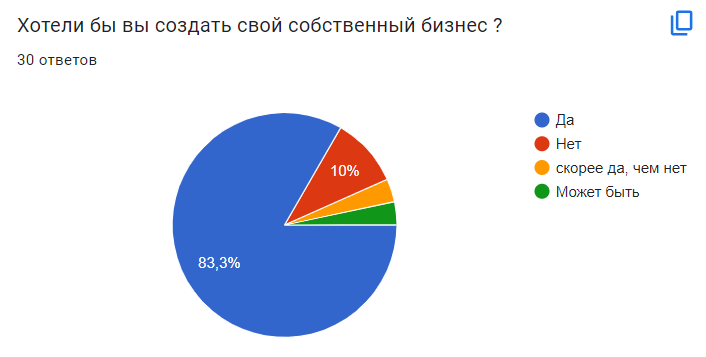 Хотели бы вы создать свой собственный бизнес ?
30 ответов
Да
Нет
скорее да, чем нет
Может быть
10%
83,3%